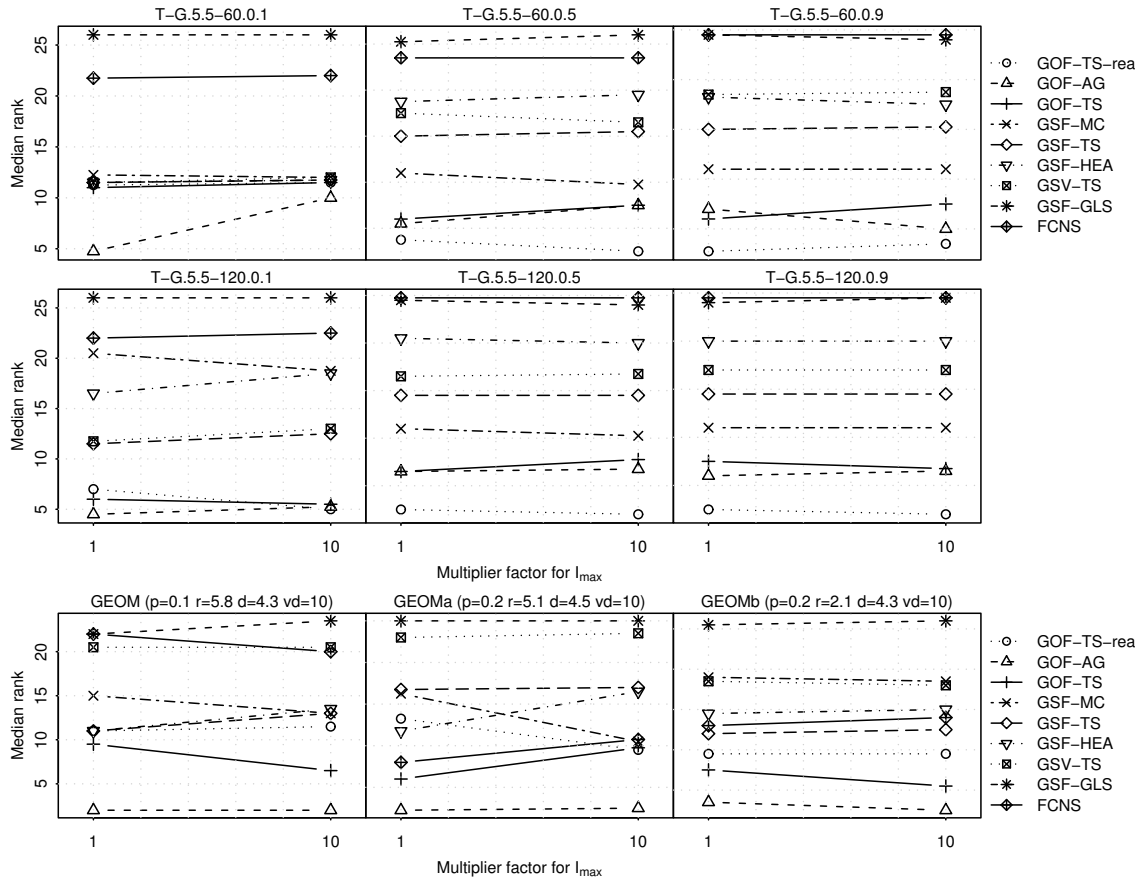 T−G.5.5−60.0.1
T−G.5.5−60.0.5
T−G.5.5−60.0.9
Median rank
25
20
15
10
5
GOF−TS−rea
GOF−AG
GOF−TS
GSF−MC
GSF−TS
GSF−HEA
GSV−TS
GSF−GLS
FCNS
T−G.5.5−120.0.1
T−G.5.5−120.0.5
T−G.5.5−120.0.9
Median rank
25
20
15
10
5
1 10 1 10 1 10
Multiplier factor for Imax
GEOM (p=0.1 r=5.8 d=4.3 vd=10)
GEOMa (p=0.2 r=5.1 d=4.5 vd=10)
GEOMb (p=0.2 r=2.1 d=4.3 vd=10)
Median rank
20
15
10
5
GOF−TS−rea
GOF−AG
GOF−TS
GSF−MC
GSF−TS
GSF−HEA
GSV−TS
GSF−GLS
FCNS
1 10 1 10 1 10
Multiplier factor for Imax